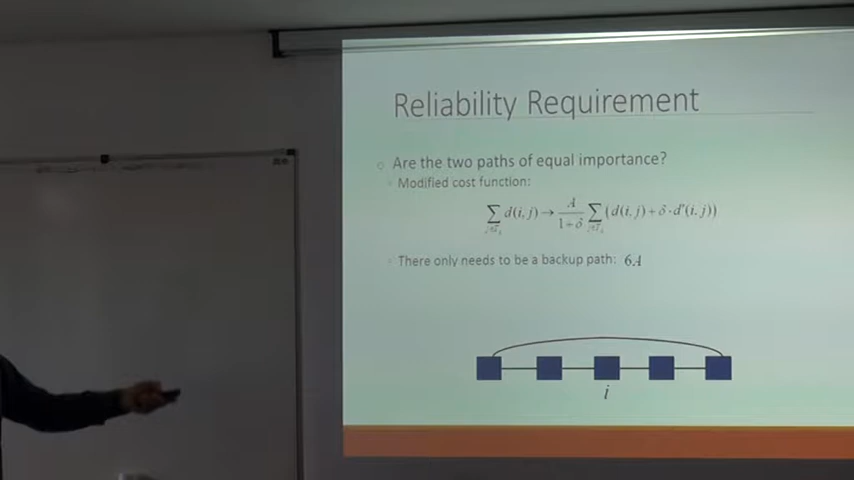 Reliability Requirement
Are the two paths of equal importance?
Modified cost function:
∑ d(i, j) → A / 1+δ ∑ (d(i, j) + δ · d'(i, j))
There only needs to be a backup path: 6A
i